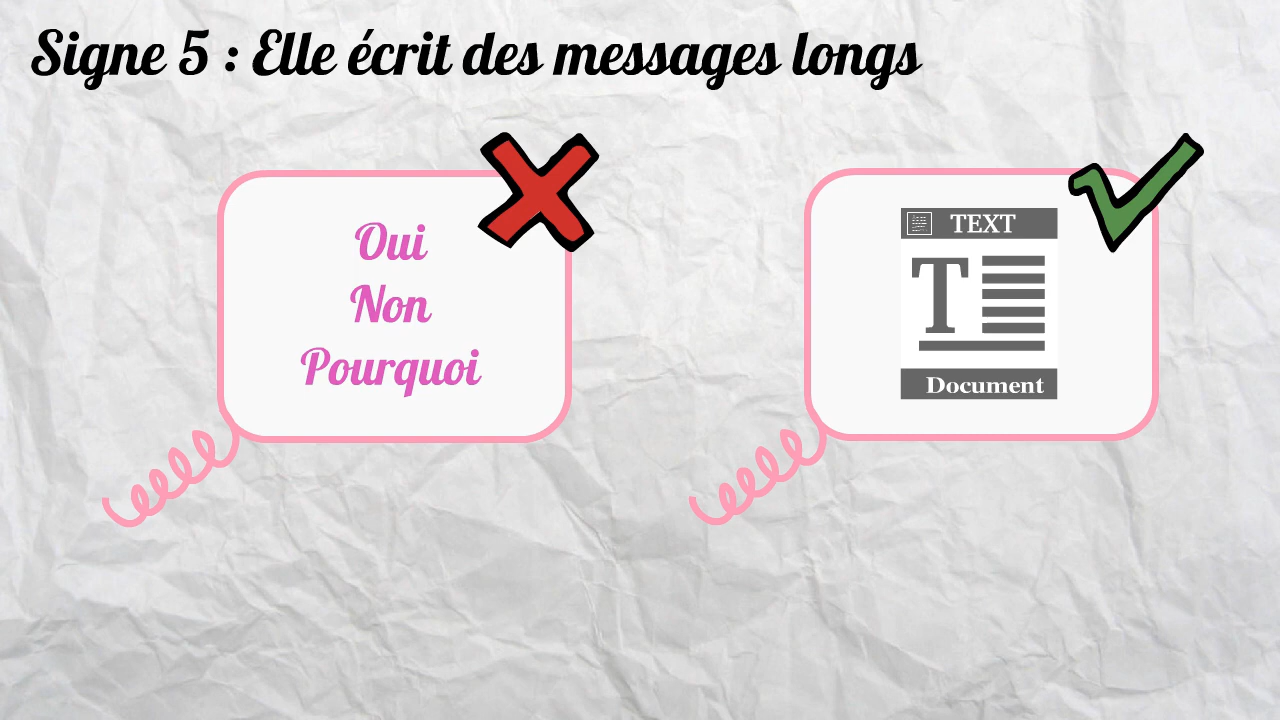 Signe 5 : Elle écrit des messages longs
Oui
Non
Pourquoi
TEXT
T
Document